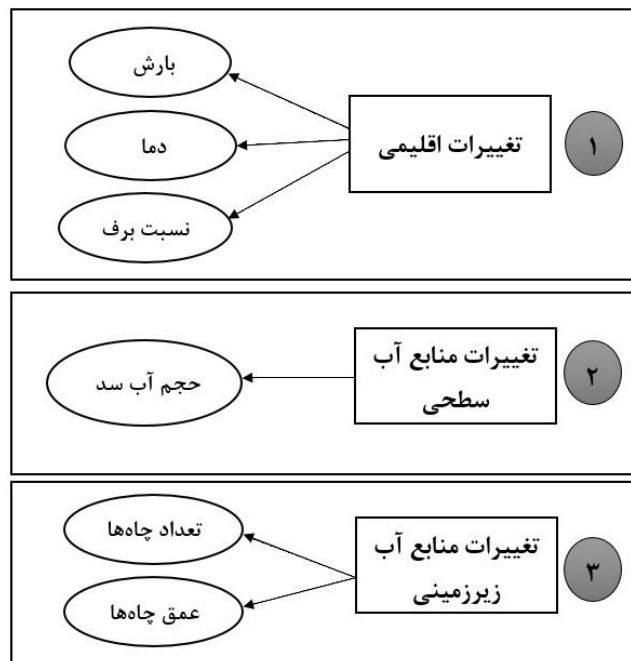 ۱
تغییرات اقلیمی
بارش
دما
نسبت برف
۲
تغییرات منابع آب
سطحی
حجم آب سد
۳
تغییرات منابع آب
زیرزمینی
تعداد چاه‌ها
عمق چاه‌ها